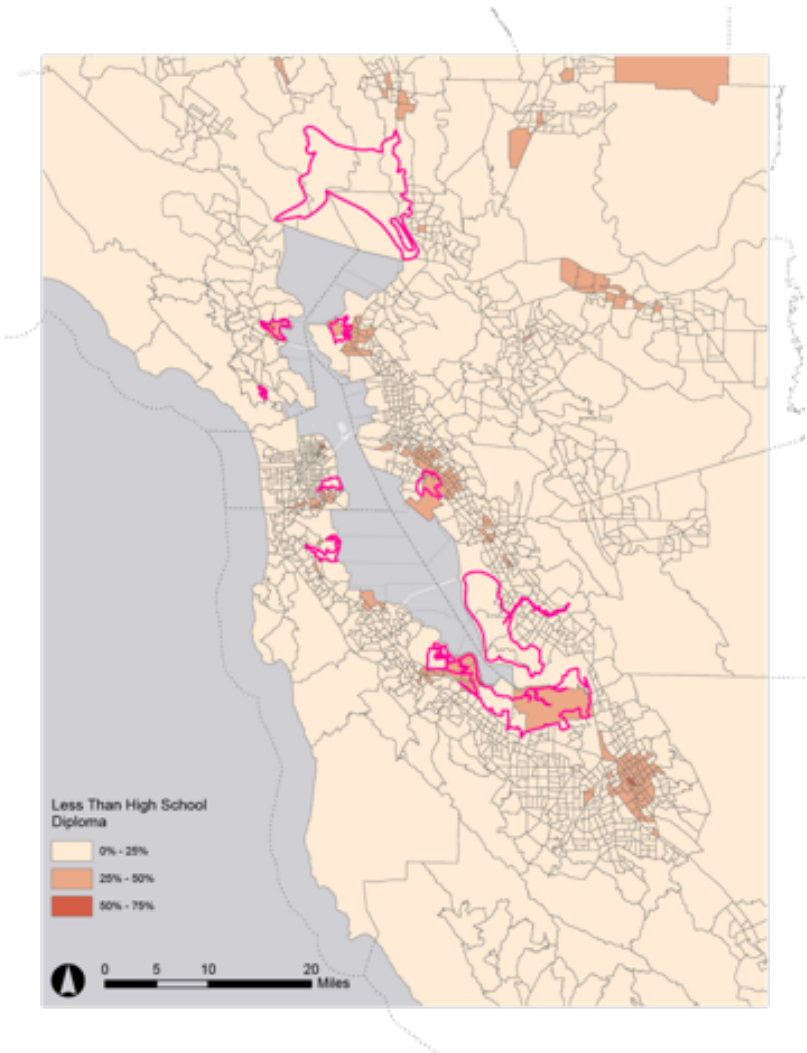 Less Than High School
Diploma
0% - 25%
25% - 50%
50% - 75%
0 5 10 20
Miles